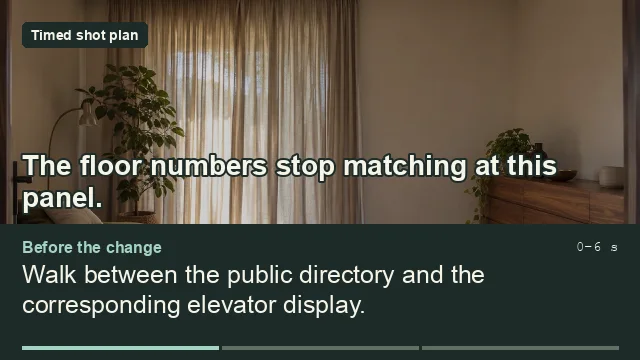 Timed shot plan
The floor numbers stop matching at this
panel.
Before the change
0–6 s
Walk between the public directory and the
corresponding elevator display.